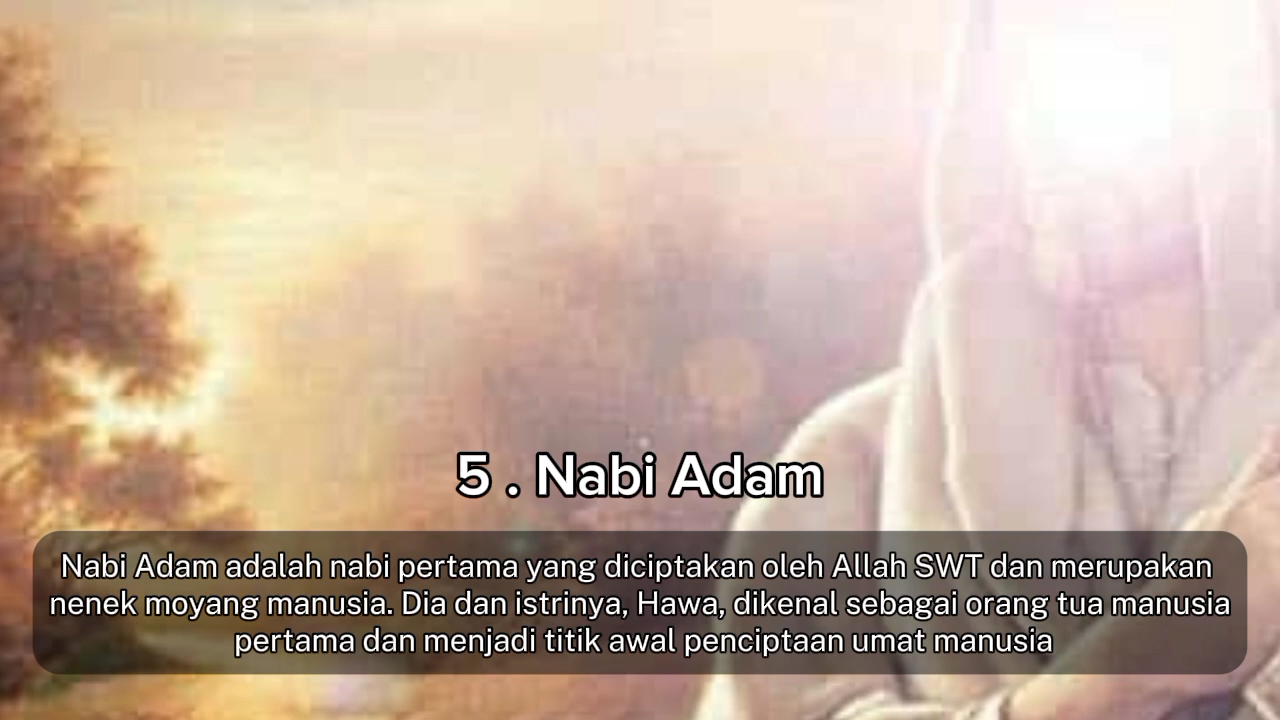 5 . Nabi Adam
Nabi Adam adalah nabi pertama yang diciptakan oleh Allah SWT dan merupakan
nenek moyang manusia. Dia dan istrinya, Hawa, dikenal sebagai orang tua manusia
pertama dan menjadi titik awal penciptaan umat manusia